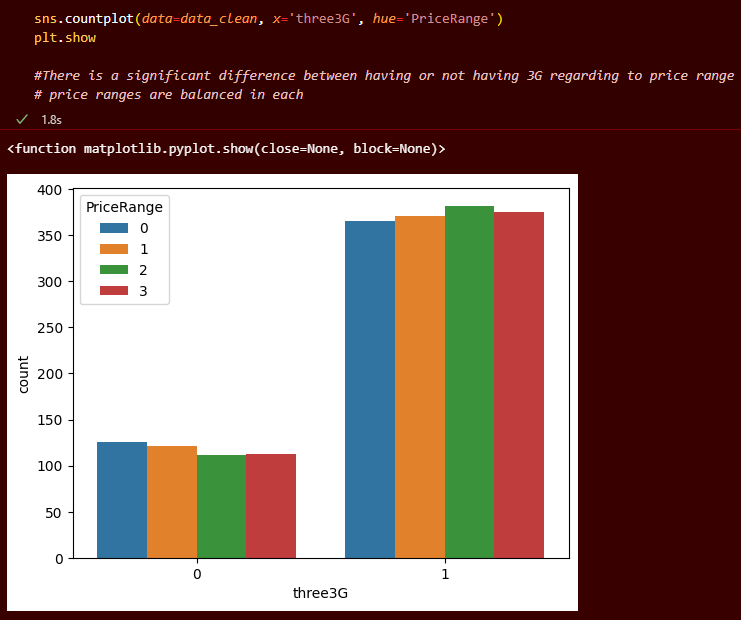 sns.countplot(data=data_clean, x='three3G', hue='PriceRange')
plt.show
#There is a significant difference between having or not having 3G regarding to price range
# price ranges are balanced in each
1.8s
<function matplotlib.pyplot.show(close=None, block=None)>
PriceRange
0
1
2
3
400
350
300
250
200
150
100
50
0
count
0 1
three3G